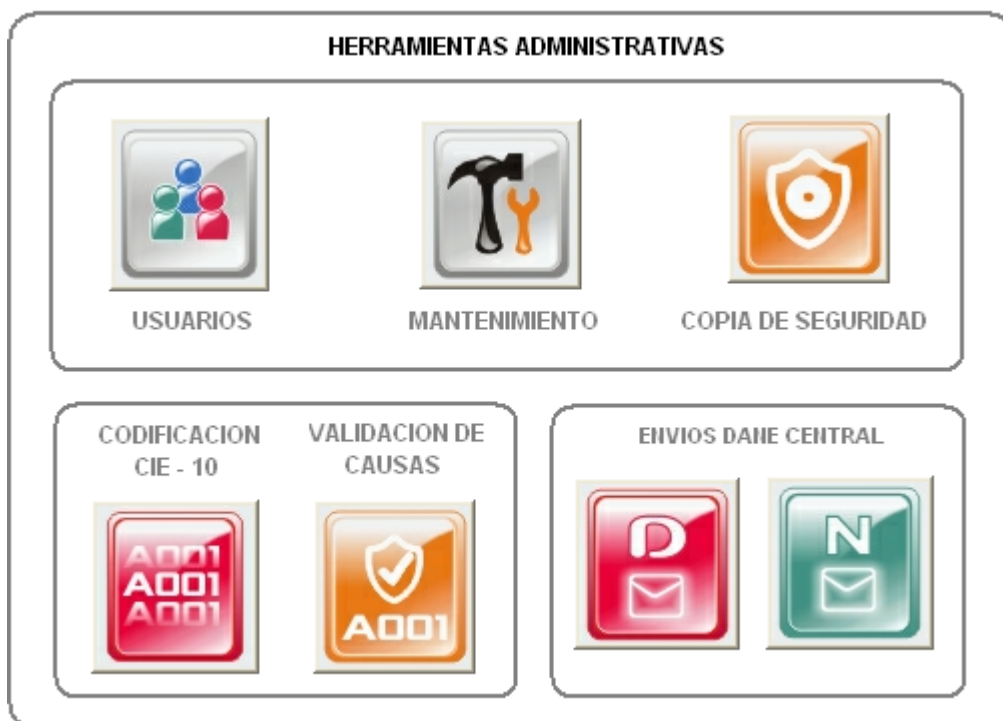 HERRAMIENTAS ADMINISTRATIVAS
USUARIOS
MANTENIMIENTO
COPIA DE SEGURIDAD
CODIFICACION
CIE - 10
VALIDACION DE
CAUSAS
ENVIOS DANE CENTRAL
A001
A001
A001
A001
D
N